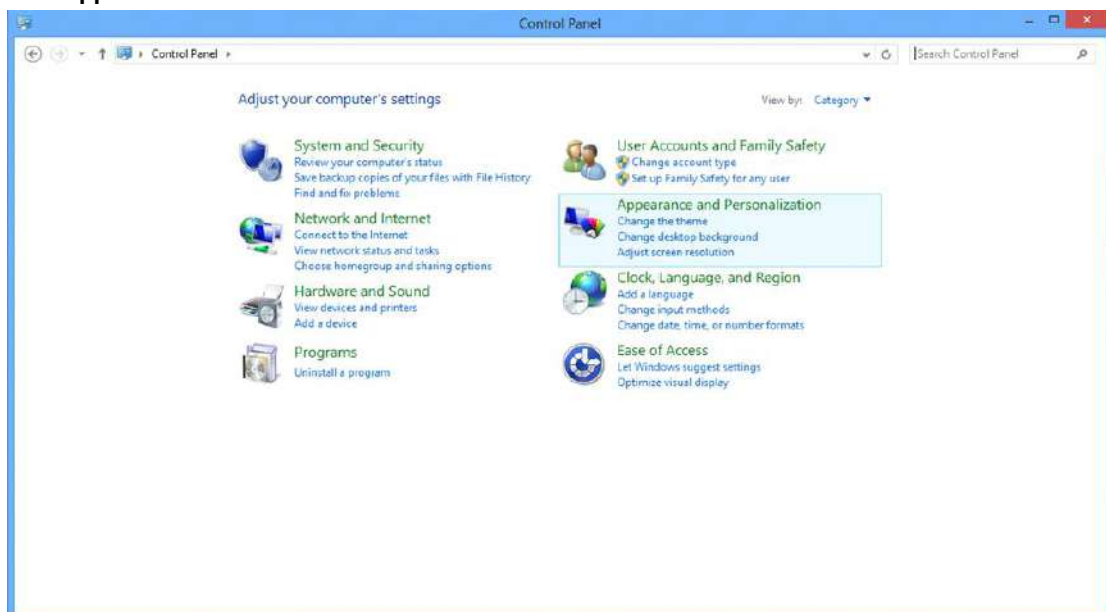 Control Panel
Control Panel
Search Control Panel
Adjust your computer's settings
View by: Category
System and Security
Review your computer's status
Save backup copies of your files with File History
Find and fix problems
Network and Internet
Connect to the Internet
View network status and tasks
Choose homegroup and sharing options
Hardware and Sound
View devices and printers
Add a device
Programs
Uninstall a program
User Accounts and Family Safety
Change account type
Set up Family Safety for any user
Appearance and Personalization
Change the theme
Change desktop background
Adjust screen resolution
Clock, Language, and Region
Add a language
Change input methods
Change date, time, or number formats
Ease of Access
Let Windows suggest settings
Optimize visual display